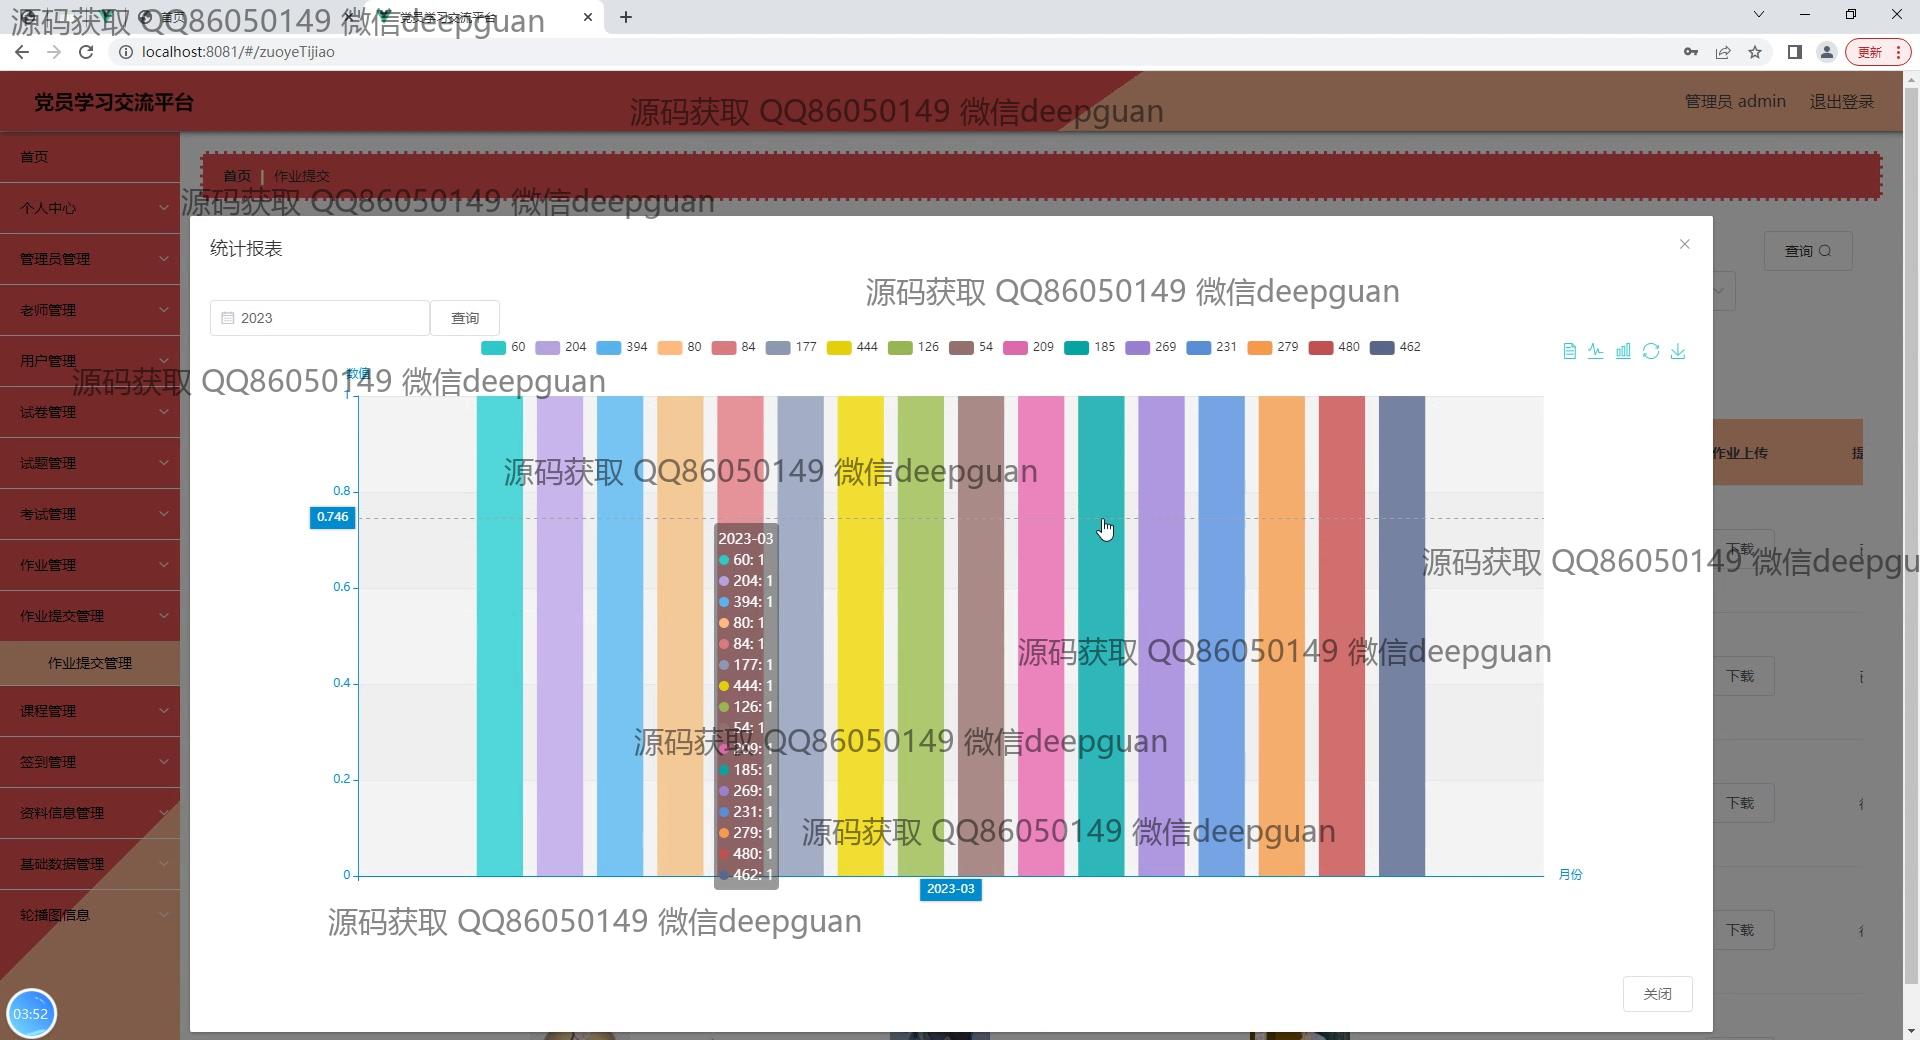 首页
党员学习交流平台
源码获取 QQ86050149 微信deepguan
localhost:8081/#/zuoyeTijiao
更新
党员学习交流平台
源码获取 QQ86050149 微信deepguan
管理员 admin
退出登录
首页
个人中心
管理员管理
老师管理
用户管理
试卷管理
试题管理
考试管理
作业管理
作业提交管理
作业提交管理
课程管理
签到管理
资料信息管理
基础数据管理
轮播图信息
03:52
首页 | 作业提交
源码获取 QQ86050149 微信deepguan
查询
统计报表
源码获取 QQ86050149 微信deepguan
2023
查询
60 204 394 80 84 177 444 126 54 209 185 269 231 279 480 462
数值
源码获取 QQ86050149 微信deepguan
1
0.8
0.746
0.6
0.4
0.2
0
源码获取 QQ86050149 微信deepguan
2023-03
60: 1
204: 1
394: 1
80: 1
84: 1
177: 1
444: 1
126: 1
54: 1
209: 1
185: 1
269: 1
231: 1
279: 1
480: 1
462: 1
源码获取 QQ86050149 微信deepgu
源码获取 QQ86050149 微信deepguan
源码获取 QQ86050149 微信deepguan
源码获取 QQ86050149 微信deepguan
月份
2023-03
源码获取 QQ86050149 微信deepguan
关闭
作业上传
提
下载
下载
下载
下载